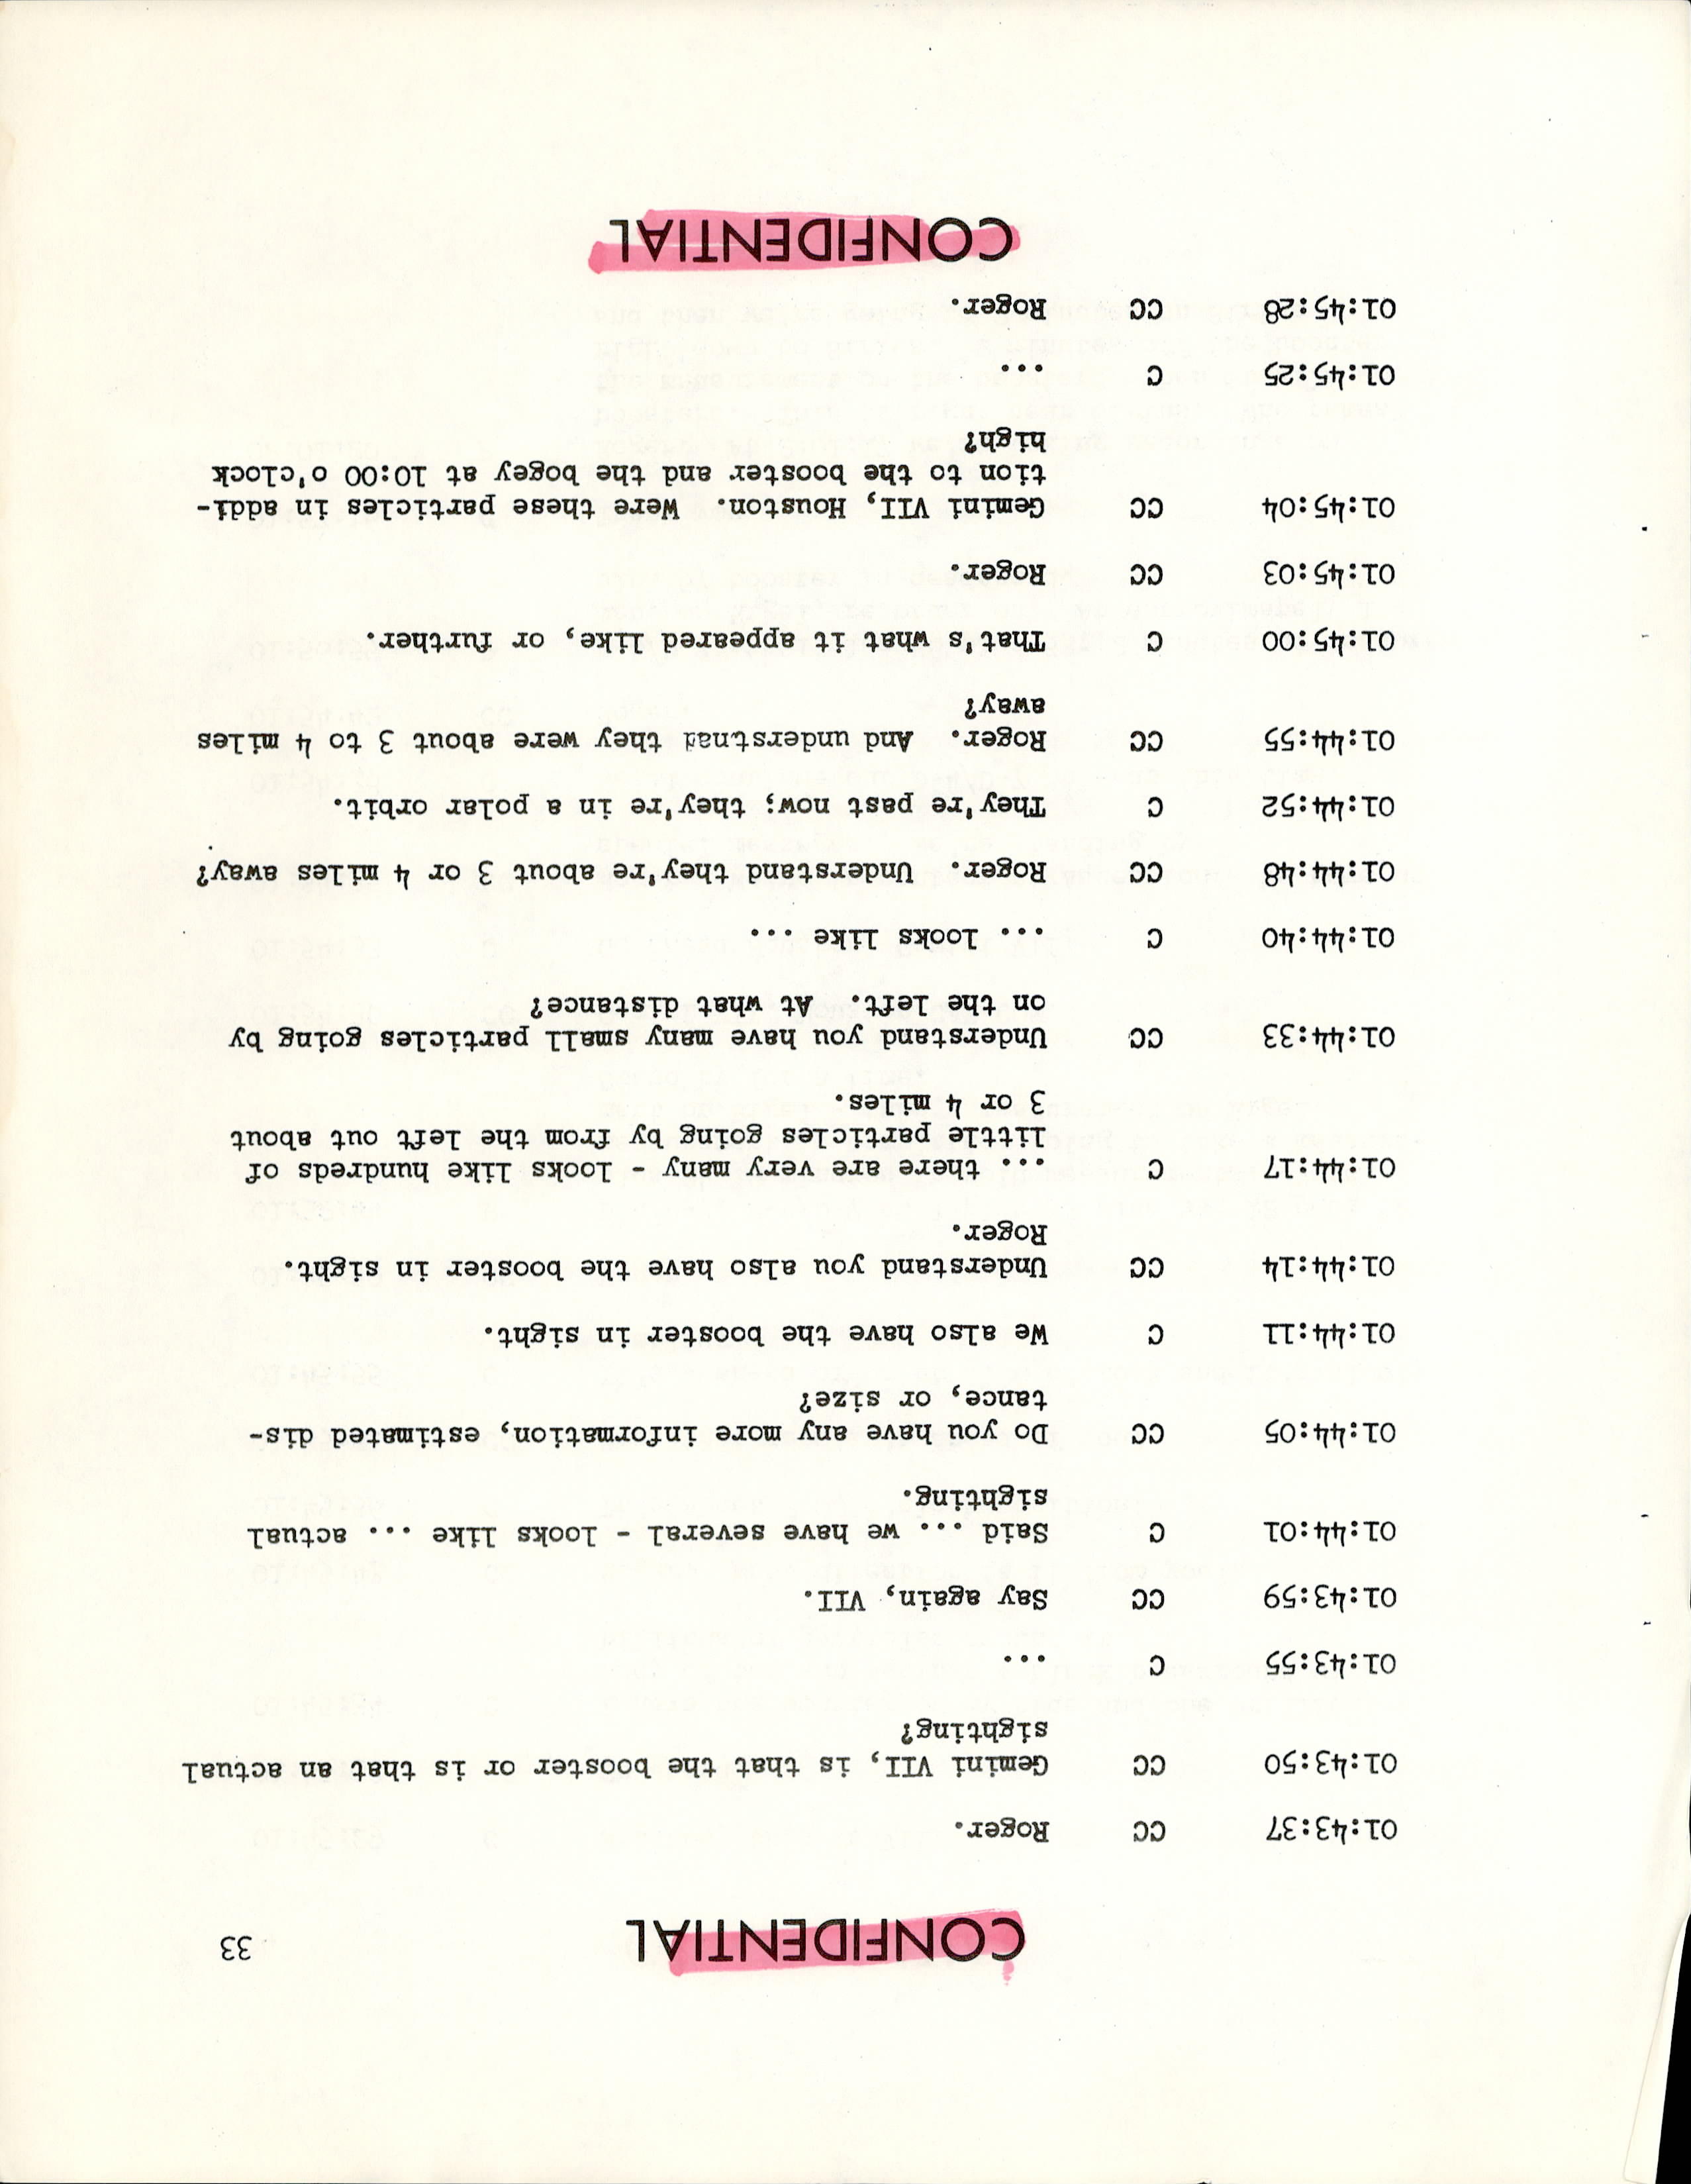 CONFIDENTIAL 33
01:43:37 CC Roger.
01:43:50 CC Gemini VII, is that the booster or is that an actual
sighting?
01:43:55 C ...
01:43:59 CC Say again, VII.
01:44:01 C Said ... we have several - looks like ... actual
sighting.
01:44:05 CC Do you have any more information, estimated dis-
tance, or size?
01:44:11 C We also have the booster in sight.
01:44:14 CC Understand you also have the booster in sight.
Roger.
01:44:17 C ... there are very many - looks like hundreds of
little particles going by from the left out about
3 or 4 miles.
01:44:33 CC Understand you have many small particles going by
on the left. At what distance?
01:44:40 C ... looks like ...
01:44:48 CC Roger. Understand they're about 3 or 4 miles away?
01:44:52 C They're past now; they're in a polar orbit.
01:44:55 CC Roger. And understnad they were about 3 to 4 miles
away?
01:45:00 C That's what it appeared like, or further.
01:45:03 CC Roger.
01:45:04 CC Gemini VII, Houston. Were these particles in addi-
tion to the booster and the bogey at 10:00 o'clock
high?
01:45:25 C ...
01:45:28 CC Roger.
CONFIDENTIAL